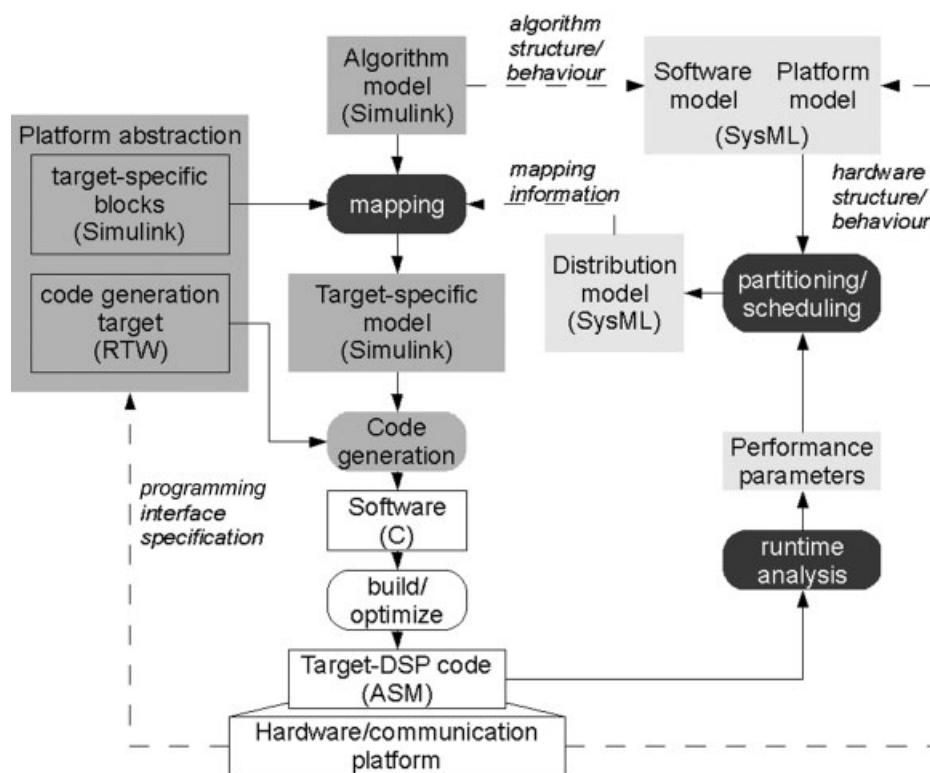 algorithm
structure/
behaviour
Algorithm
model
(Simulink)
Software
model
Platform
model
(SysML)
Platform abstraction
target-specific
blocks
(Simulink)
mapping
mapping
information
hardware
structure/
behaviour
Distribution
model
(SysML)
partitioning/
scheduling
code generation
target
(RTW)
Target-specific
model
(Simulink)
Code
generation
Performance
parameters
programming
interface
specification
Software
(C)
runtime
analysis
build/
optimize
Target-DSP code
(ASM)
Hardware/communication
platform